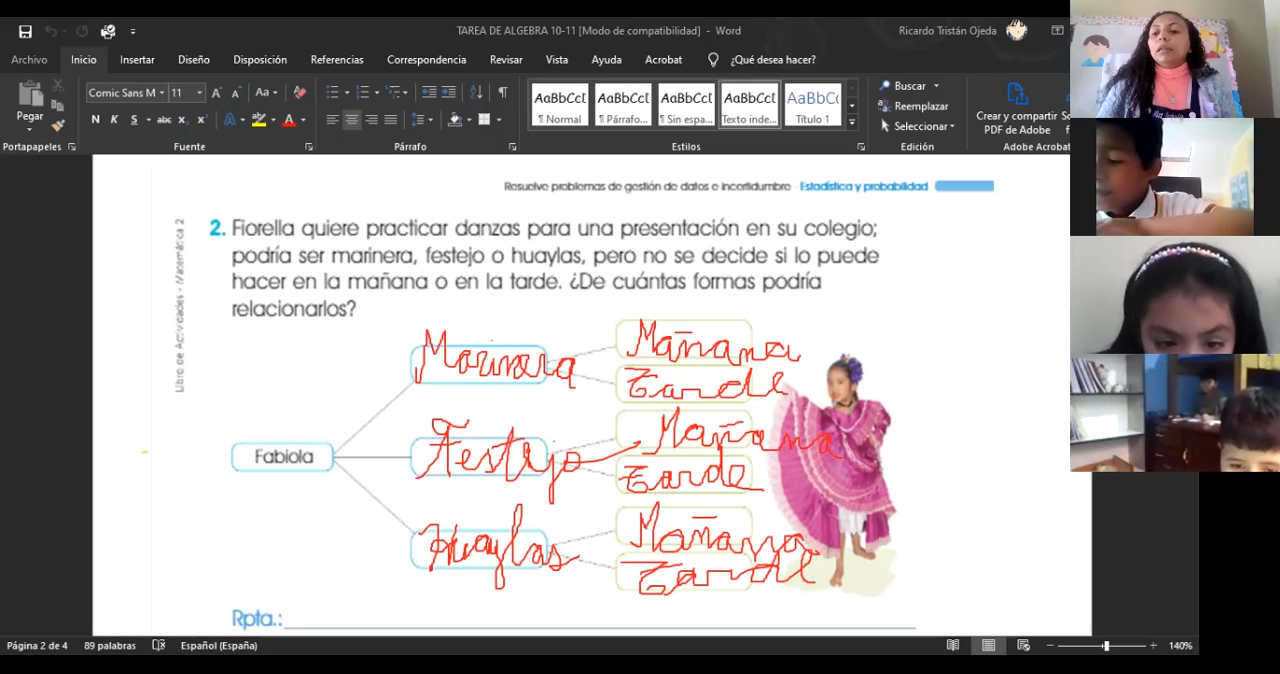 TAREA DE ALGEBRA 10-11 [Modo de compatibilidad] - Word
Ricardo Tristán Ojeda
Archivo Inicio Insertar Diseño Disposición Referencias Correspondencia Revisar Vista Ayuda Acrobat ¿Qué desea hacer?
Pegar
Comic Sans M 11
AaBbCcI AaBbCcI AaBbCcI AaBbCcI AaBbC
¶ Normal ¶ Párrafo... ¶ Sin espa... Texto inde... Título 1
Buscar
Reemplazar
Seleccionar
Crear y compartir
PDF de Adobe
Portapapeles Fuente Párrafo Estilos Edición Adobe Acrobat
Resuelve problemas de gestión de datos e incertidumbre - Estadística y probabilidad
Libro de Actividades - Matemática 2
2. Fiorella quiere practicar danzas para una presentación en su colegio;
podría ser marinera, festejo o huaylas, pero no se decide si lo puede
hacer en la mañana o en la tarde. ¿De cuántas formas podría
relacionarlos?
Marinera
Mañana
Tarde
Fabiola
Festejo
Mañana
Tarde
Huaylas
Mañana
Tarde
Rpta.:
Página 2 de 4 89 palabras Español (España) 140%